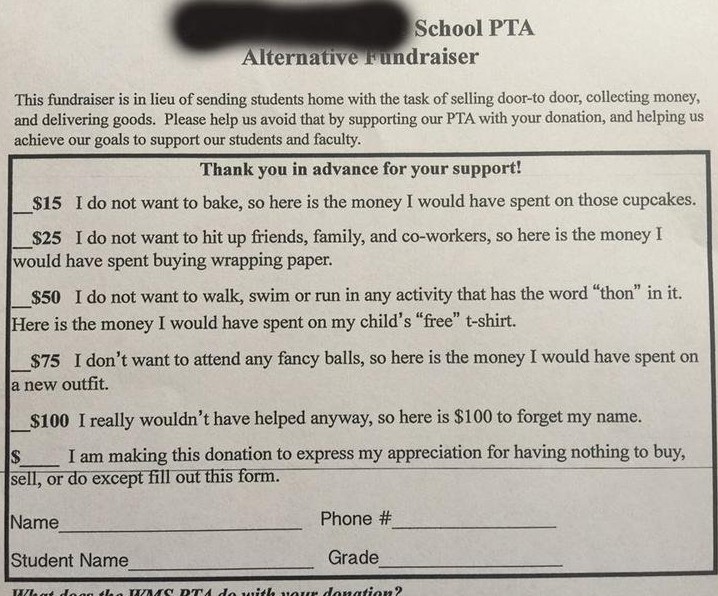 School PTA
Alternative Fundraiser
This fundraiser is in lieu of sending students home with the task of selling door-to door, collecting money,
and delivering goods. Please help us avoid that by supporting our PTA with your donation, and helping us
achieve our goals to support our students and faculty.
Thank you in advance for your support!
__$15 I do not want to bake, so here is the money I would have spent on those cupcakes.
__$25 I do not want to hit up friends, family, and co-workers, so here is the money I
would have spent buying wrapping paper.
__$50 I do not want to walk, swim or run in any activity that has the word “thon” in it.
Here is the money I would have spent on my child’s “free” t-shirt.
__$75 I don’t want to attend any fancy balls, so here is the money I would have spent on
a new outfit.
__$100 I really wouldn’t have helped anyway, so here is $100 to forget my name.
$____ I am making this donation to express my appreciation for having nothing to buy,
sell, or do except fill out this form.
Name____________________ Phone #______________
Student Name________________ Grade________________
What does the WMS PTA do with your donation?